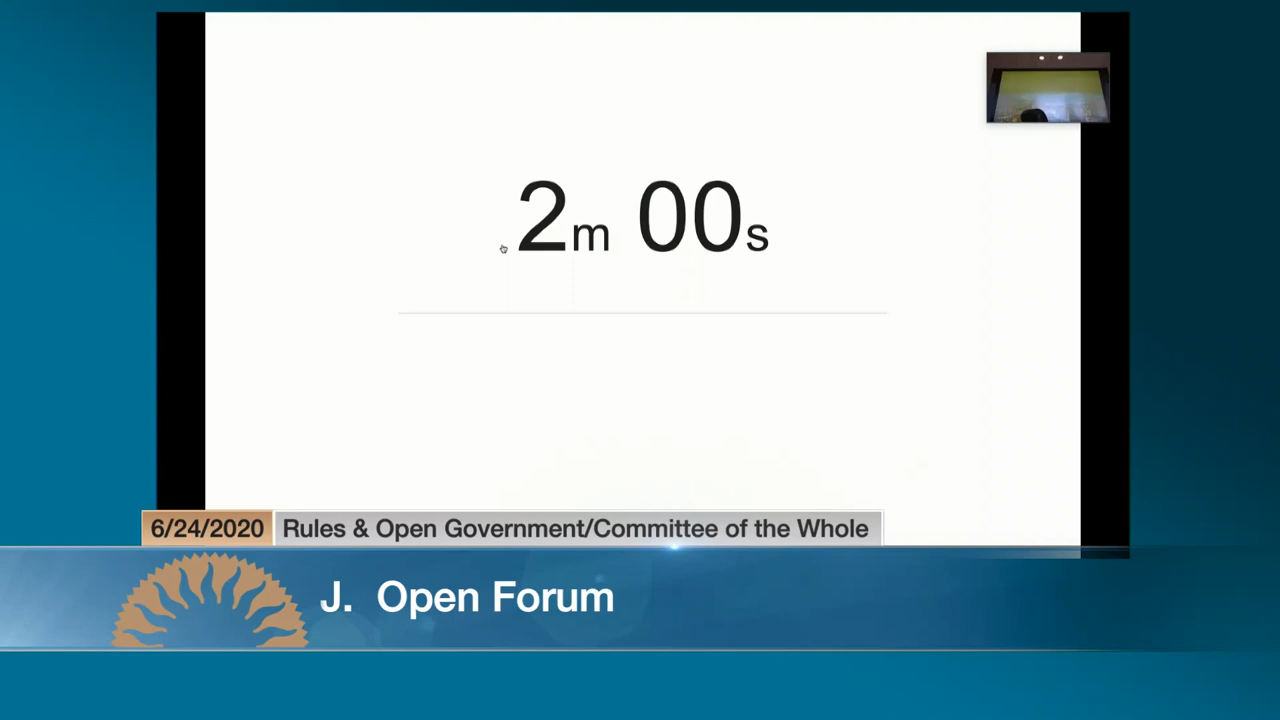 2m 00s
6/24/2020 Rules & Open Government/Committee of the Whole
J. Open Forum